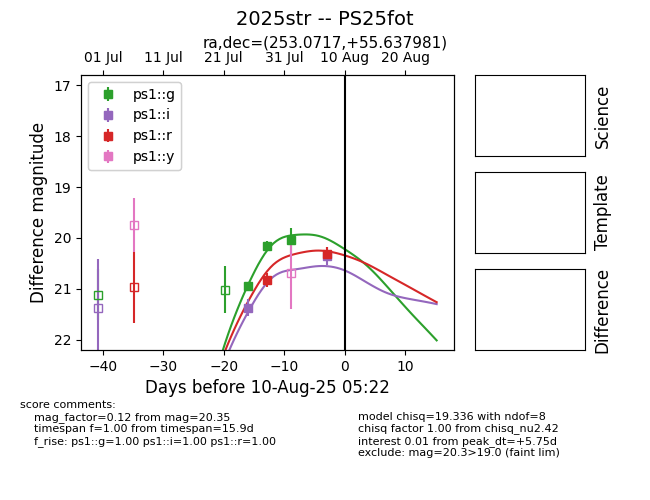 2025str -- PS25fot
ra,dec=(253.0717,+55.637981)
01 Jul 11 Jul 21 Jul 31 Jul 10 Aug 20 Aug
ps1::g
ps1::i
ps1::r
ps1::y
17
18
19
20
21
22
Difference magnitude
−40 −30 −20 −10 0 10
Days before 10-Aug-25 05:22
Science
Template
Difference
score comments:
mag_factor=0.12 from mag=20.35
timespan f=1.00 from timespan=15.9d
f_rise: ps1::g=1.00 ps1::i=1.00 ps1::r=1.00
model chisq=19.336 with ndof=8
chisq factor 1.00 from chisq_nu2.42
interest 0.01 from peak_dt=+5.75d
exclude: mag=20.3>19.0 (faint lim)